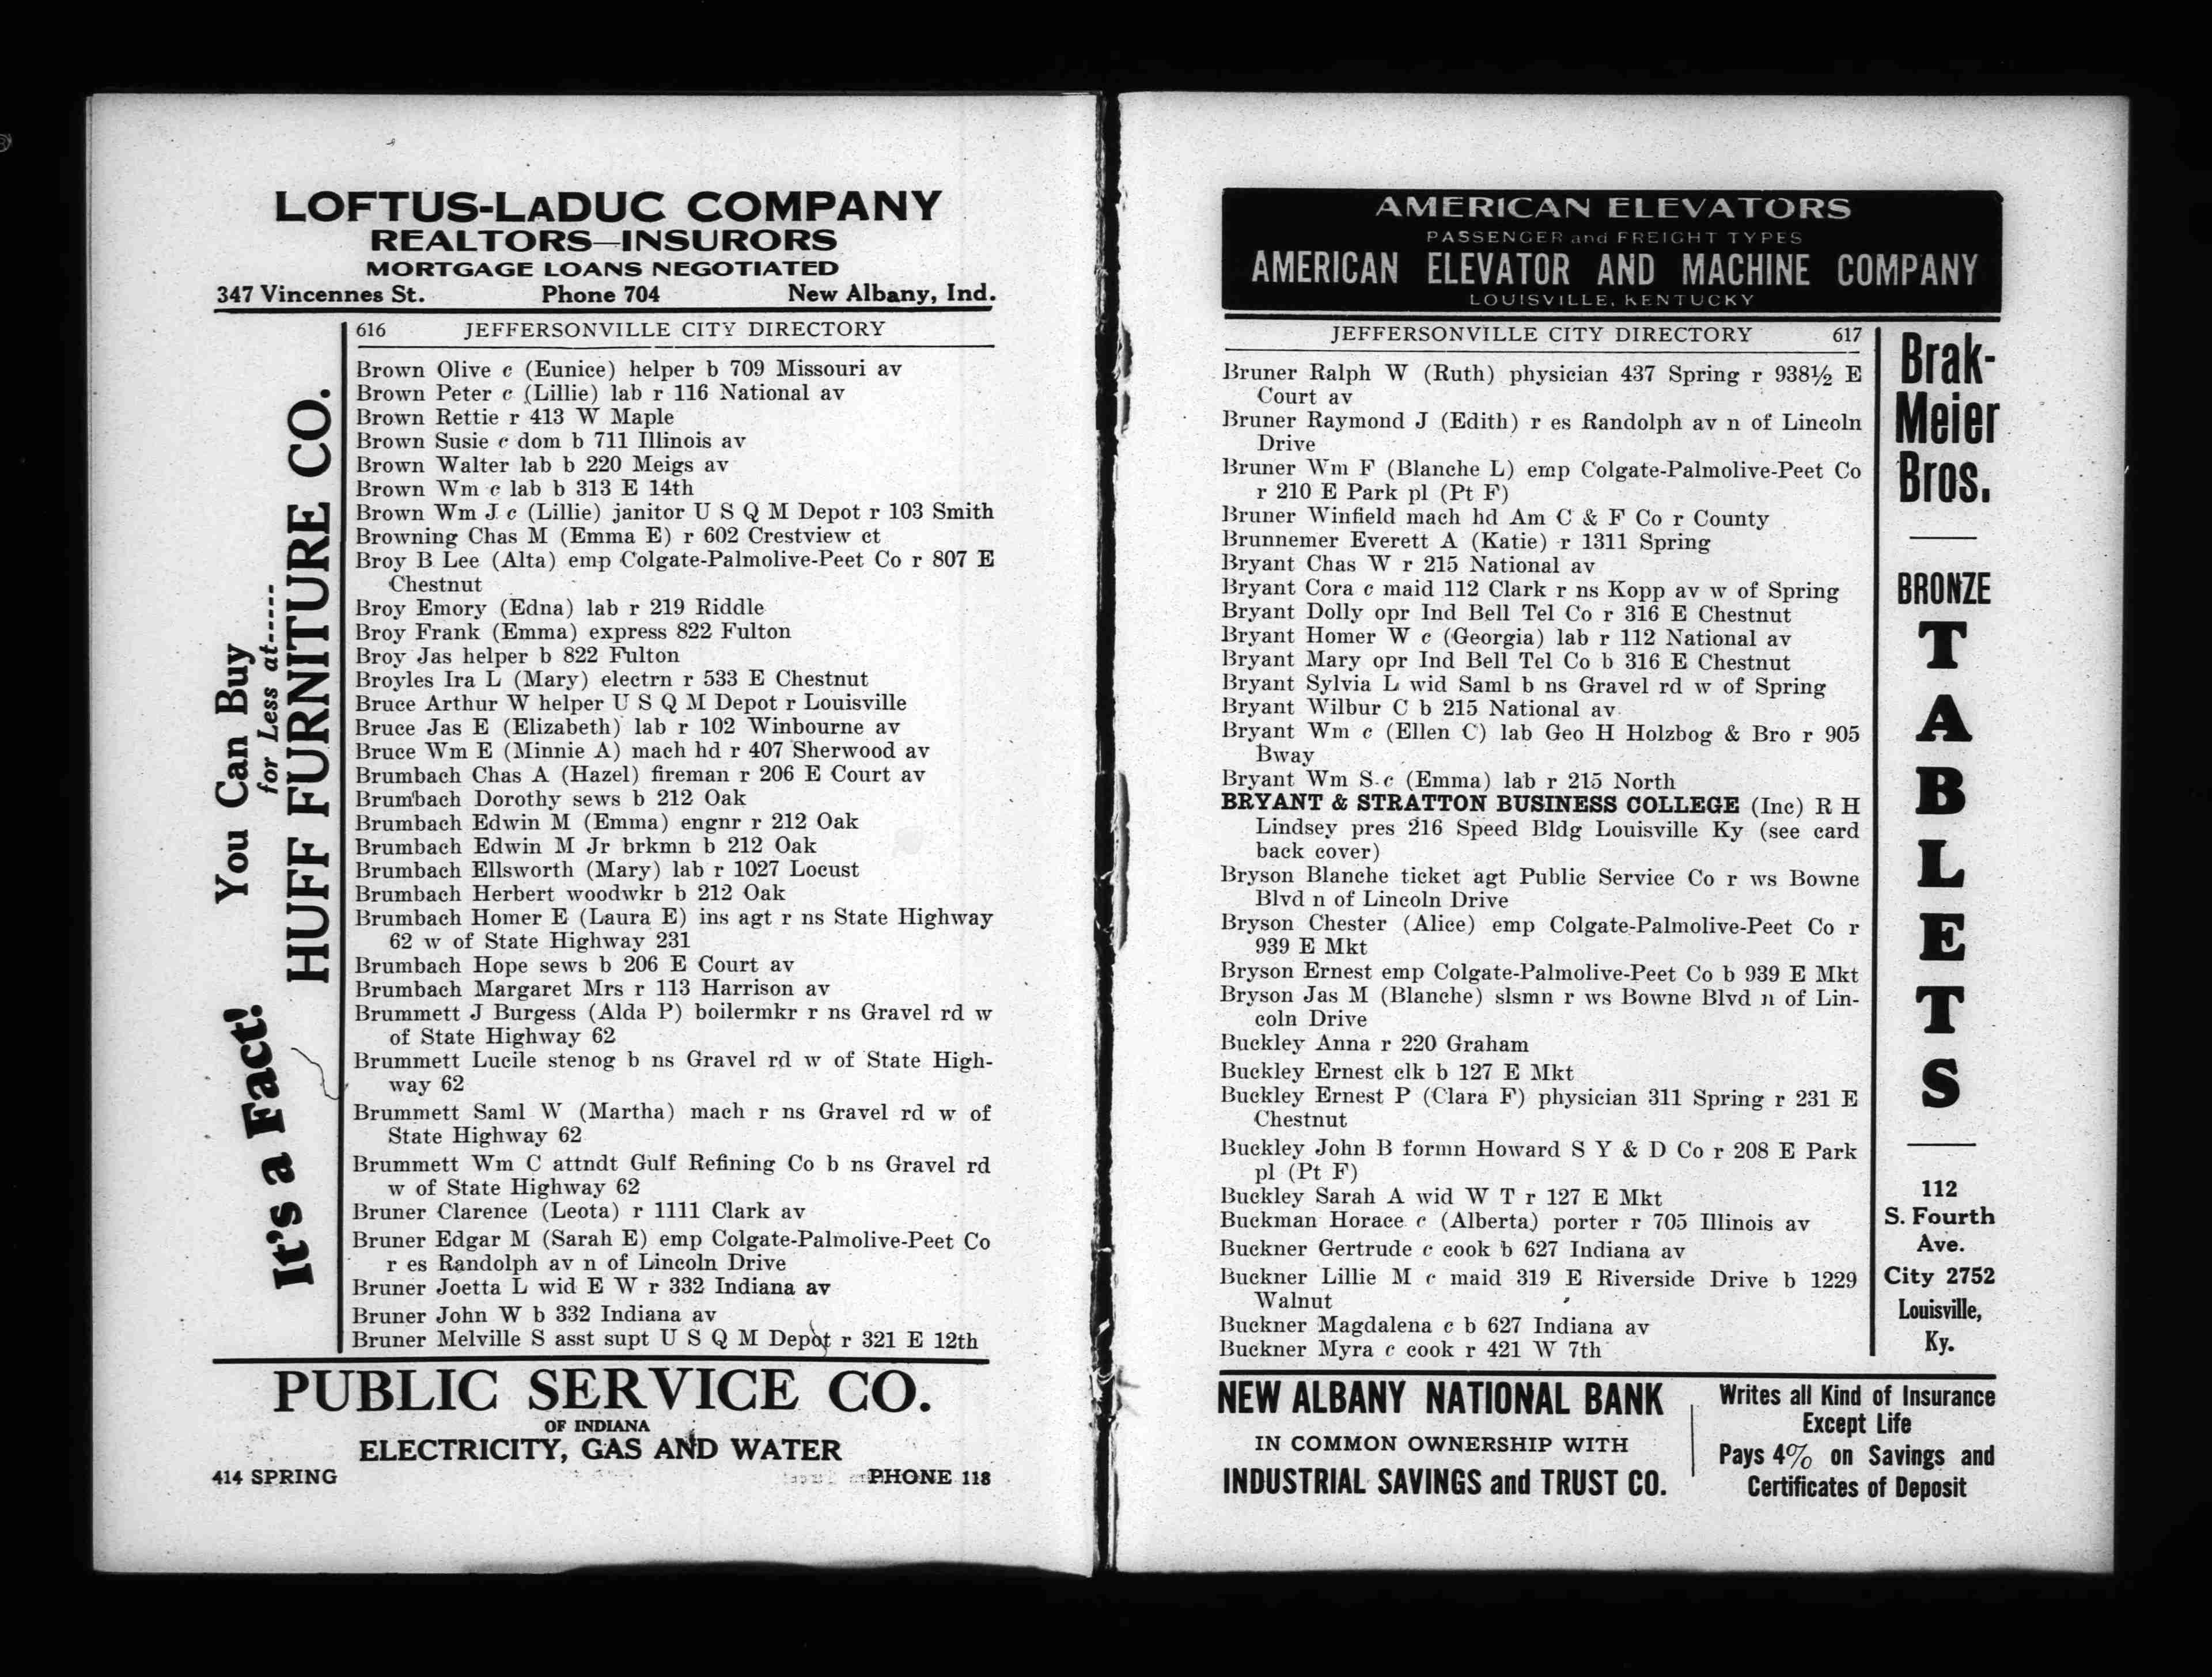 LOFTUS-LADUC COMPANY
REALTORS—INSURORS
MORTGAGE LOANS NEGOTIATED
347 Vincennes St. Phone 704 New Albany, Ind.
616 JEFFERSONVILLE CITY DIRECTORY
Brown Olive c (Eunice) helper b 709 Missouri av
Brown Peter c (Lillie) lab r 116 National av
Brown Rettie r 413 W Maple
Brown Susie c dom b 711 Illinois av
Brown Walter lab b 220 Meigs av
Brown Wm c lab b 313 E 14th
Brown Wm J c (Lillie) janitor U S Q M Depot r 103 Smith
Browning Chas M (Emma E) r 602 Crestview ct
Broy B Lee (Alta) emp Colgate-Palmolive-Peet Co r 807 E
Chestnut
Broy Emory (Edna) lab r 219 Riddle
Broy Frank (Emma) express 822 Fulton
Broy Jas helper b 822 Fulton
Broyles Ira L (Mary) electrn r 533 E Chestnut
Bruce Arthur W helper U S Q M Depot r Louisville
Bruce Jas E (Elizabeth) lab r 102 Winbourne av
Bruce Wm E (Minnie A) mach hd r 407 Sherwood av
Brumbach Chas A (Hazel) fireman r 206 E Court av
Brumbach Dorothy sews b 212 Oak
Brumbach Edwin M (Emma) engnr r 212 Oak
Brumbach Edwin M Jr brkmn b 212 Oak
Brumbach Ellsworth (Mary) lab r 1027 Locust
Brumbach Herbert woodwkr b 212 Oak
Brumbach Homer E (Laura E) ins agt r ns State Highway
62 w of State Highway 231
Brumbach Hope sews b 206 E Court av
Brumbach Margaret Mrs r 113 Harrison av
Brummett J Burgess (Alda P) boilermkr r ns Gravel rd w
of State Highway 62
Brummett Lucile stenog b ns Gravel rd w of State High-
way 62
Brummett Saml W (Martha) mach r ns Gravel rd w of
State Highway 62
Brummett Wm C attndt Gulf Refining Co b ns Gravel rd
w of State Highway 62
Bruner Clarence (Leota) r 1111 Clark av
Bruner Edgar M (Sarah E) emp Colgate-Palmolive-Peet Co
r es Randolph av n of Lincoln Drive
Bruner Joetta L wid E W r 332 Indiana av
Bruner John W b 332 Indiana av
Bruner Melville S asst supt U S Q M Depot r 321 E 12th
It's a Fact! You Can Buy
for Less at-----
HUFF FURNITURE CO.
PUBLIC SERVICE CO.
OF INDIANA
ELECTRICITY, GAS AND WATER
414 SPRING PHONE 118
AMERICAN ELEVATORS
PASSENGER and FREIGHT TYPES
AMERICAN ELEVATOR AND MACHINE COMPANY
LOUISVILLE, KENTUCKY
JEFFERSONVILLE CITY DIRECTORY 617
Bruner Ralph W (Ruth) physician 437 Spring r 938½ E
Court av
Bruner Raymond J (Edith) r es Randolph av n of Lincoln
Drive
Bruner Wm F (Blanche L) emp Colgate-Palmolive-Peet Co
r 210 E Park pl (Pt F)
Bruner Winfield mach hd Am C & F Co r County
Brunnemer Everett A (Katie) r 1311 Spring
Bryant Chas W r 215 National av
Bryant Cora c maid 112 Clark r ns Kopp av w of Spring
Bryant Dolly opr Ind Bell Tel Co r 316 E Chestnut
Bryant Homer W c (Georgia) lab r 112 National av
Bryant Mary opr Ind Bell Tel Co b 316 E Chestnut
Bryant Sylvia L wid Saml b ns Gravel rd w of Spring
Bryant Wilbur C b 215 National av
Bryant Wm c (Ellen C) lab Geo H Holzbog & Bro r 905
Bway
Bryant Wm S c (Emma) lab r 215 North
BRYANT & STRATTON BUSINESS COLLEGE (Inc) R H
Lindsey pres 216 Speed Bldg Louisville Ky (see card
back cover)
Bryson Blanche ticket agt Public Service Co r ws Bowne
Blvd n of Lincoln Drive
Bryson Chester (Alice) emp Colgate-Palmolive-Peet Co r
939 E Mkt
Bryson Ernest emp Colgate-Palmolive-Peet Co b 939 E Mkt
Bryson Jas M (Blanche) slsmn r ws Bowne Blvd n of Lin-
coln Drive
Buckley Anna r 220 Graham
Buckley Ernest clk b 127 E Mkt
Buckley Ernest P (Clara F) physician 311 Spring r 231 E
Chestnut
Buckley John B formn Howard S Y & D Co r 208 E Park
pl (Pt F)
Buckley Sarah A wid W T r 127 E Mkt
Buckman Horace c (Alberta) porter r 705 Illinois av
Buckner Gertrude c cook b 627 Indiana av
Buckner Lillie M c maid 319 E Riverside Drive b 1229
Walnut
Buckner Magdalena c b 627 Indiana av
Buckner Myra c cook r 421 W 7th
Brak-
Meier
Bros.
BRONZE
T
A
B
L
E
T
S
112
S. Fourth
Ave.
City 2752
Louisville,
Ky.
NEW ALBANY NATIONAL BANK
IN COMMON OWNERSHIP WITH
INDUSTRIAL SAVINGS and TRUST CO.
Writes all Kind of Insurance
Except Life
Pays 4% on Savings and
Certificates of Deposit